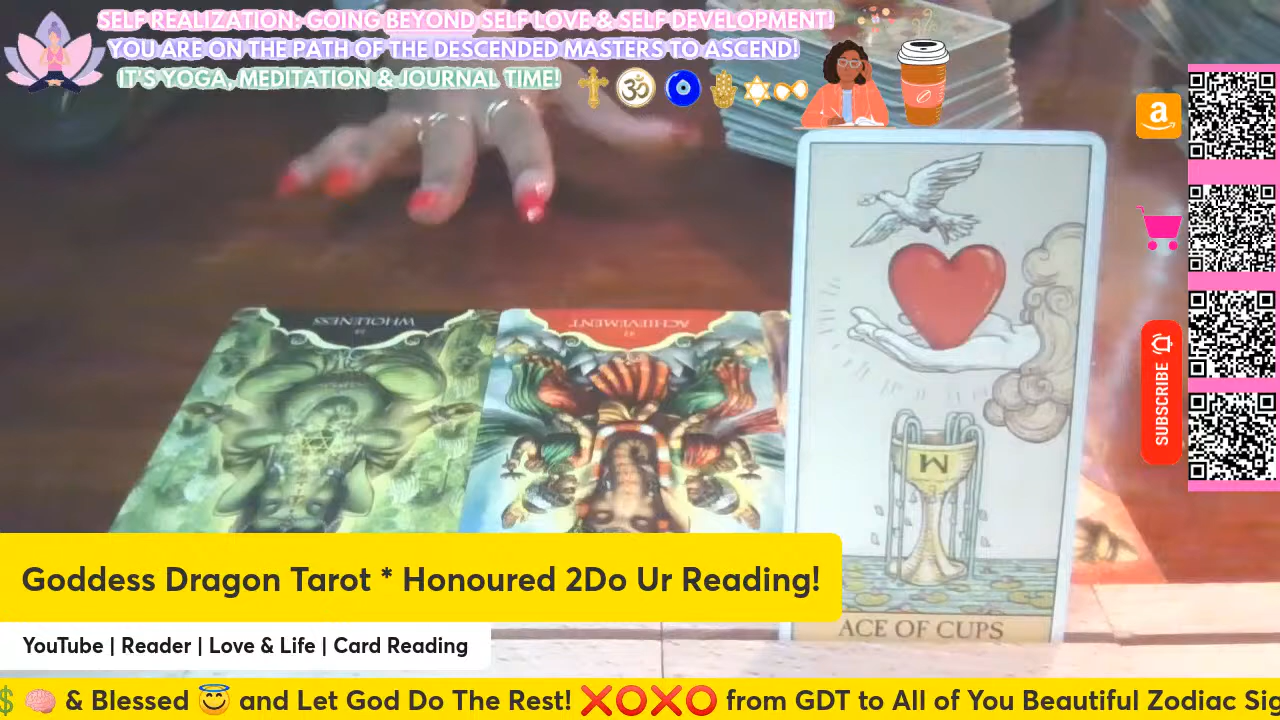 SELF REALIZATION: GOING BEYOND SELF LOVE & SELF DEVELOPMENT!
YOU ARE ON THE PATH OF THE DESCENDED MASTERS TO ASCEND!
IT'S YOGA, MEDITATION & JOURNAL TIME!
ॐ
a
SUBSCRIBE
34
WHOLENESS
ACHIEVEMENT
M
ACE OF CUPS
Goddess Dragon Tarot * Honoured 2Do Ur Reading!
YouTube | Reader | Love & Life | Card Reading
$ 🧠 & Blessed 😇 and Let God Do The Rest! ❌⭕❌⭕ from GDT to All of You Beautiful Zodiac Sig